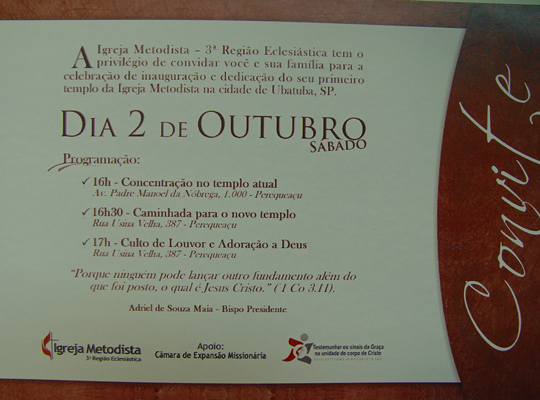 A Igreja Metodista – 3ª Região Eclesiástica tem o
privilégio de convidar você e sua família para a
celebração de inauguração e dedicação do seu primeiro
templo da Igreja Metodista na cidade de Ubatuba, SP.
DIA 2 DE OUTUBRO
SÁBADO
Programação:
✓ 16h - Concentração no templo atual
Av. Padre Manoel da Nóbrega, 1.000 - Perequeaçu
✓ 16h30 - Caminhada para o novo templo
Rua Usina Velha, 387 - Perequeaçu
✓ 17h - Culto de Louvor e Adoração a Deus
Rua Usina Velha, 387 - Perequeaçu
“Porque ninguém pode lançar outro fundamento além do
que foi posto, o qual é Jesus Cristo.” (1 Co 3.11).
Adriel de Souza Maia - Bispo Presidente
Igreja Metodista
3ª Região Eclesiástica
Apoio:
Câmara de Expansão Missionária
Testemunhar os sinais da Graça
na unidade do corpo de Cristo
Convite